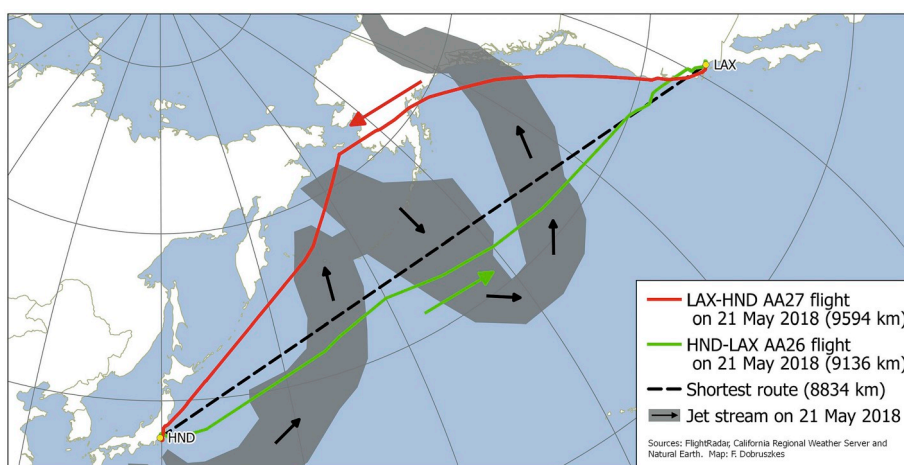 LAX
HND
LAX-HND AA27 flight
on 21 May 2018 (9594 km)
HND-LAX AA26 flight
on 21 May 2018 (9136 km)
Shortest route (8834 km)
Jet stream on 21 May 2018
Sources: FlightRadar, California Regional Weather Server and
Natural Earth. Map: F. Dobruszkes